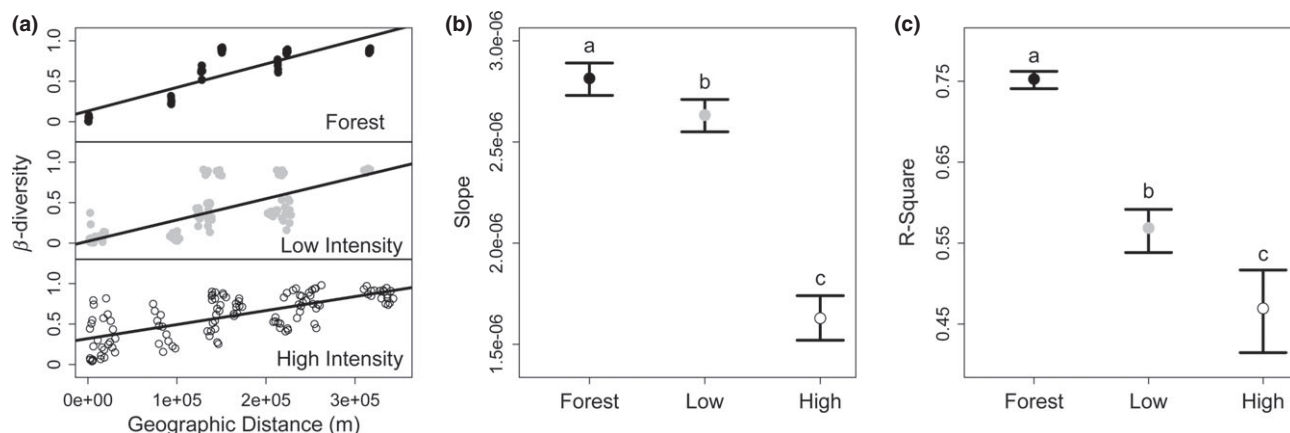 (a)
β-diversity
1.0
0.5
0
Forest
1.0
0.5
0
Low Intensity
1.0
0.5
0
High Intensity
0e+00 1e+05 2e+05 3e+05
Geographic Distance (m)
(b)
Slope
3.0e-06
2.5e-06
2.0e-06
1.5e-06
a
b
c
Forest Low High
(c)
R-Square
0.75
0.65
0.55
0.45
a
b
c
Forest Low High